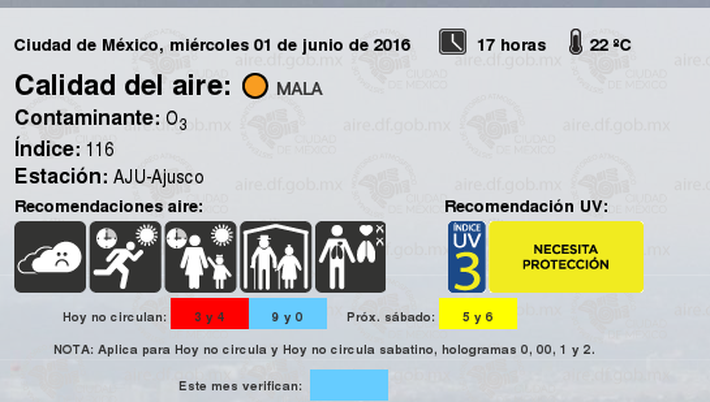 Ciudad de México, miércoles 01 de junio de 2016 17 horas 22 ºC
Calidad del aire: MALA
Contaminante: O3
Índice: 116
Estación: AJU-Ajusco
Recomendaciones aire: Recomendación UV:
ÍNDICE
UV
3
NECESITA
PROTECCIÓN
Hoy no circulan: 3 y 4 9 y 0 Próx. sábado: 5 y 6
NOTA: Aplica para Hoy no circula y Hoy no circula sabatino, hologramas 0, 00, 1 y 2.
Este mes verifican:
aire.df.gob.mx
CIUDAD
DE MÉXICO